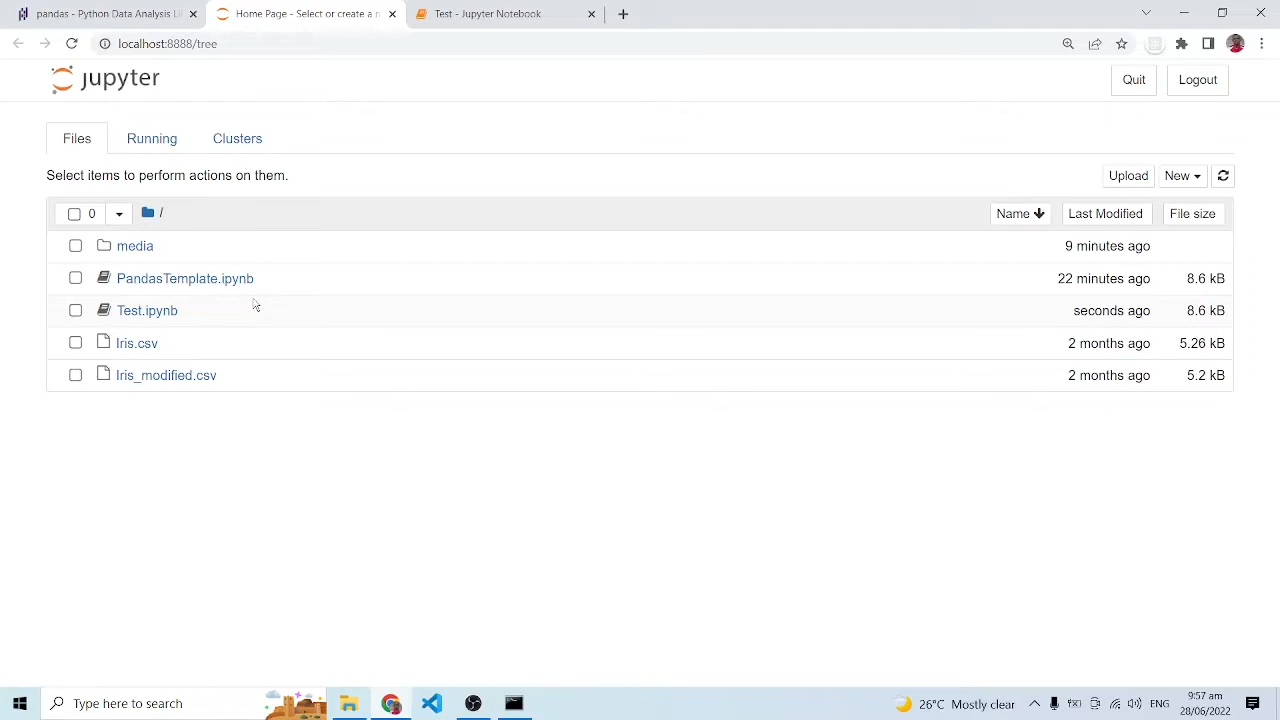 pandas - Python Data Analysis Li
Home Page - Select or create a n
Test - Jupyter Notebook
localhost:8888/tree
jupyter
Quit
Logout
Files
Running
Clusters
Select items to perform actions on them.
Upload
New
0
/
Name
Last Modified
File size
media
9 minutes ago
PandasTemplate.ipynb
22 minutes ago
8.6 kB
Test.ipynb
seconds ago
8.6 kB
Iris.csv
2 months ago
5.26 kB
Iris_modified.csv
2 months ago
5.2 kB
Type here to search
26°C Mostly clear
ENG
9:57 am
28/06/2022